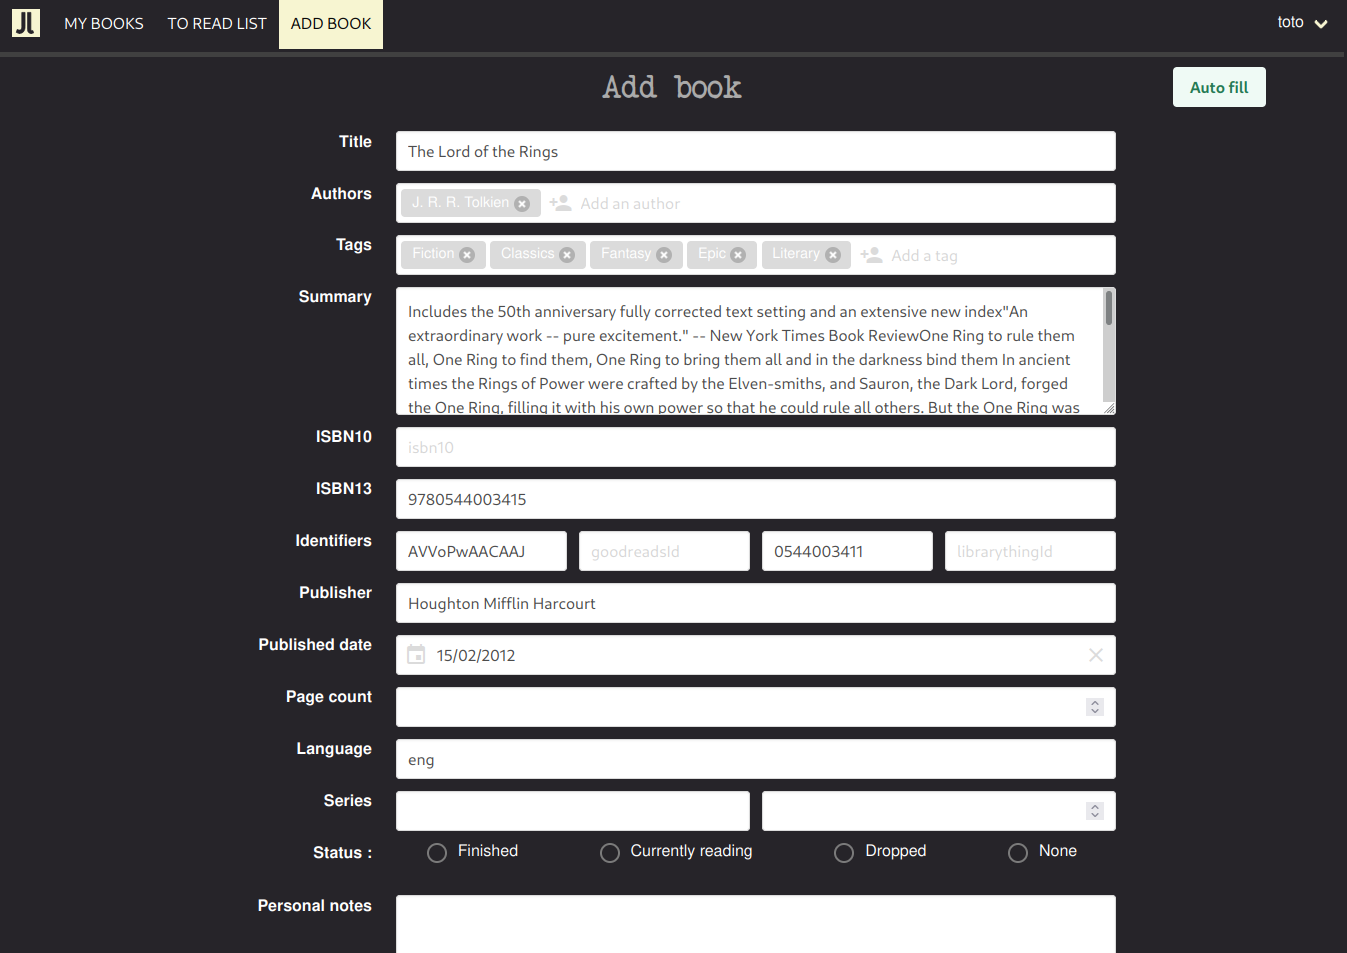 JL MY BOOKS TO READ LIST ADD BOOK toto
Add book
Auto fill
Title The Lord of the Rings
Authors J. R. R. Tolkien Add an author
Tags Fiction Classics Fantasy Epic Literary Add a tag
Summary Includes the 50th anniversary fully corrected text setting and an extensive new index"An
extraordinary work -- pure excitement." -- New York Times Book ReviewOne Ring to rule them
all, One Ring to find them, One Ring to bring them all and in the darkness bind them In ancient
times the Rings of Power were crafted by the Elven-smiths, and Sauron, the Dark Lord, forged
the One Ring, filling it with his own power so that he could rule all others. But the One Ring was
ISBN10 isbn10
ISBN13 9780544003415
Identifiers AVVoPwAACAAJ goodreadsId 0544003411 librarythingId
Publisher Houghton Mifflin Harcourt
Published date 15/02/2012
Page count
Language eng
Series
Status : Finished Currently reading Dropped None
Personal notes